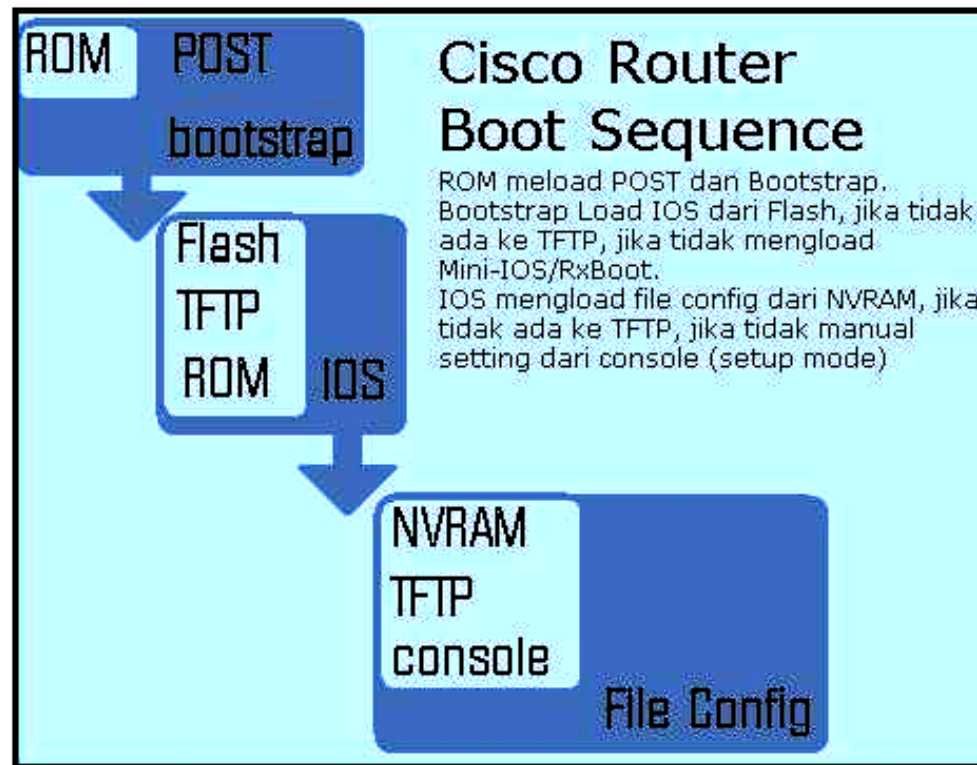 ROM POST
bootstrap
Cisco Router
Boot Sequence
ROM meload POST dan Bootstrap.
Bootstrap Load IOS dari Flash, jika tidak
ada ke TFTP, jika tidak mengload
Mini-IOS/RxBoot.
IOS mengload file config dari NVRAM, jika
tidak ada ke TFTP, jika tidak manual
setting dari console (setup mode)
Flash
TFTP
ROM IOS
NVRAM
TFTP
console
File Config